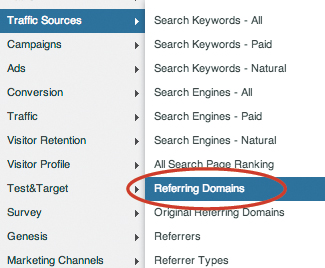 Traffic Sources
Campaigns
Ads
Conversion
Traffic
Visitor Retention
Visitor Profile
Test&Target
Survey
Genesis
Marketing Channels
Search Keywords - All
Search Keywords - Paid
Search Keywords - Natural
Search Engines - All
Search Engines - Paid
Search Engines - Natural
All Search Page Ranking
Referring Domains
Original Referring Domains
Referrers
Referrer Types